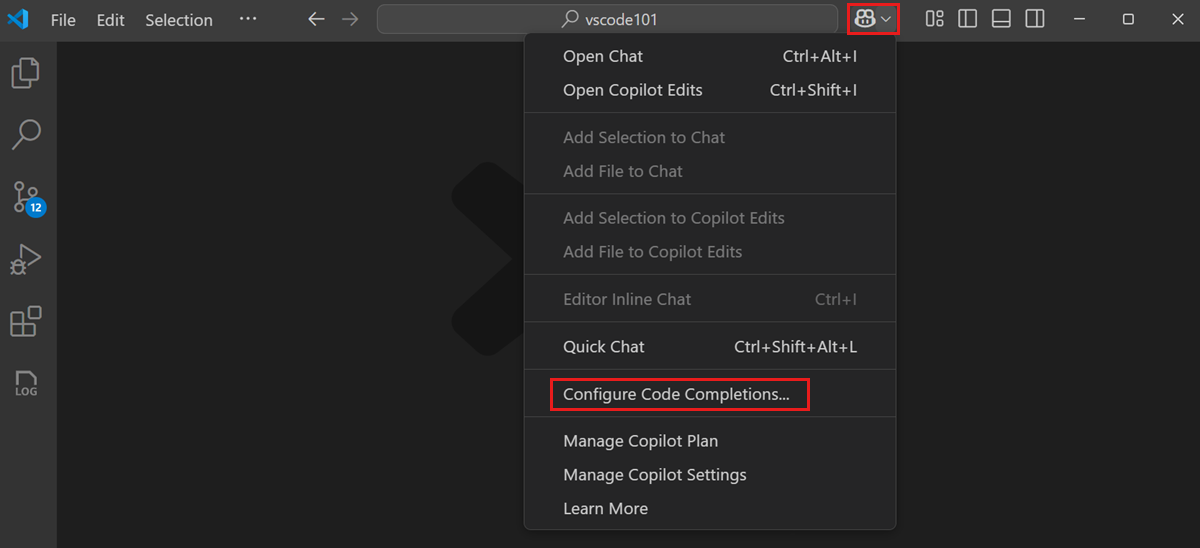 File Edit Selection ··· vscode101
Open Chat Ctrl+Alt+I
Open Copilot Edits Ctrl+Shift+I
Add Selection to Chat
Add File to Chat
Add Selection to Copilot Edits
12
Add File to Copilot Edits
Editor Inline Chat Ctrl+I
Quick Chat Ctrl+Shift+Alt+L
LOG
Configure Code Completions...
Manage Copilot Plan
Manage Copilot Settings
Learn More